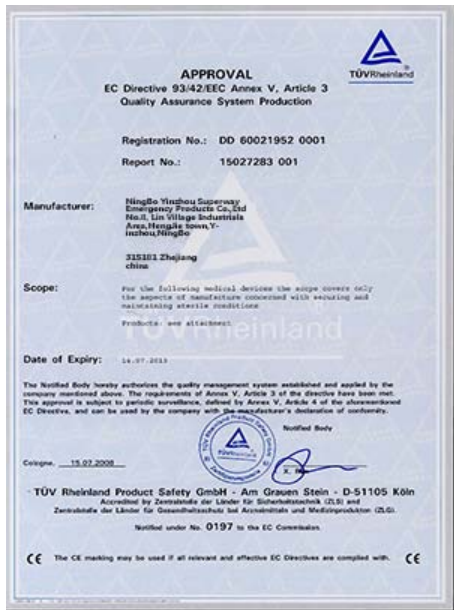 TÜVRheinland
APPROVAL
EC Directive 93/42/EEC Annex V, Article 3
Quality Assurance System Production
Registration No.: DD 60021952 0001
Report No.: 15027283 001
Manufacturer: NingBo Yinzhou Superway
Emergency Products Co.,Ltd
No.II, Lin Village Industriala
Area,HengJie town,Y-
inzhou,NingBo
315181 Zhejiang
china
Scope: For the following medical devices the scope covers only
the aspects of manufacture concerned with securing and
maintaining sterile conditions
Products: see attachment
TÜVRheinland
Date of Expiry: 14.07.2013
The Notified Body hereby authorizes the quality management system established and applied by the
company mentioned above. The requirements of Annex V, Article 3 of the directive have been met.
This approval is subject to periodic surveillance, defined by Annex V, Article 4 of the aforementioned
EC Directive, and can be used by the company with the manufacturer's declaration of conformity.
TÜV Rheinland Product Safety GmbH
TÜVRheinland
Zertifizierungsstelle
Notified Body
Cologne, 15.07.2008
TÜV Rheinland Product Safety GmbH - Am Grauen Stein - D-51105 Köln
Accredited by Zentralstelle der Länder für Sicherheitstechnik (ZLS) and
Zentralstelle der Länder für Gesundheitsschutz bei Arzneimitteln und Medizinprodukten (ZLG).
Notified under No. 0197 to the EC Commission.
CE The CE marking may be used if all relevant and effective EC Directives are complied with. CE